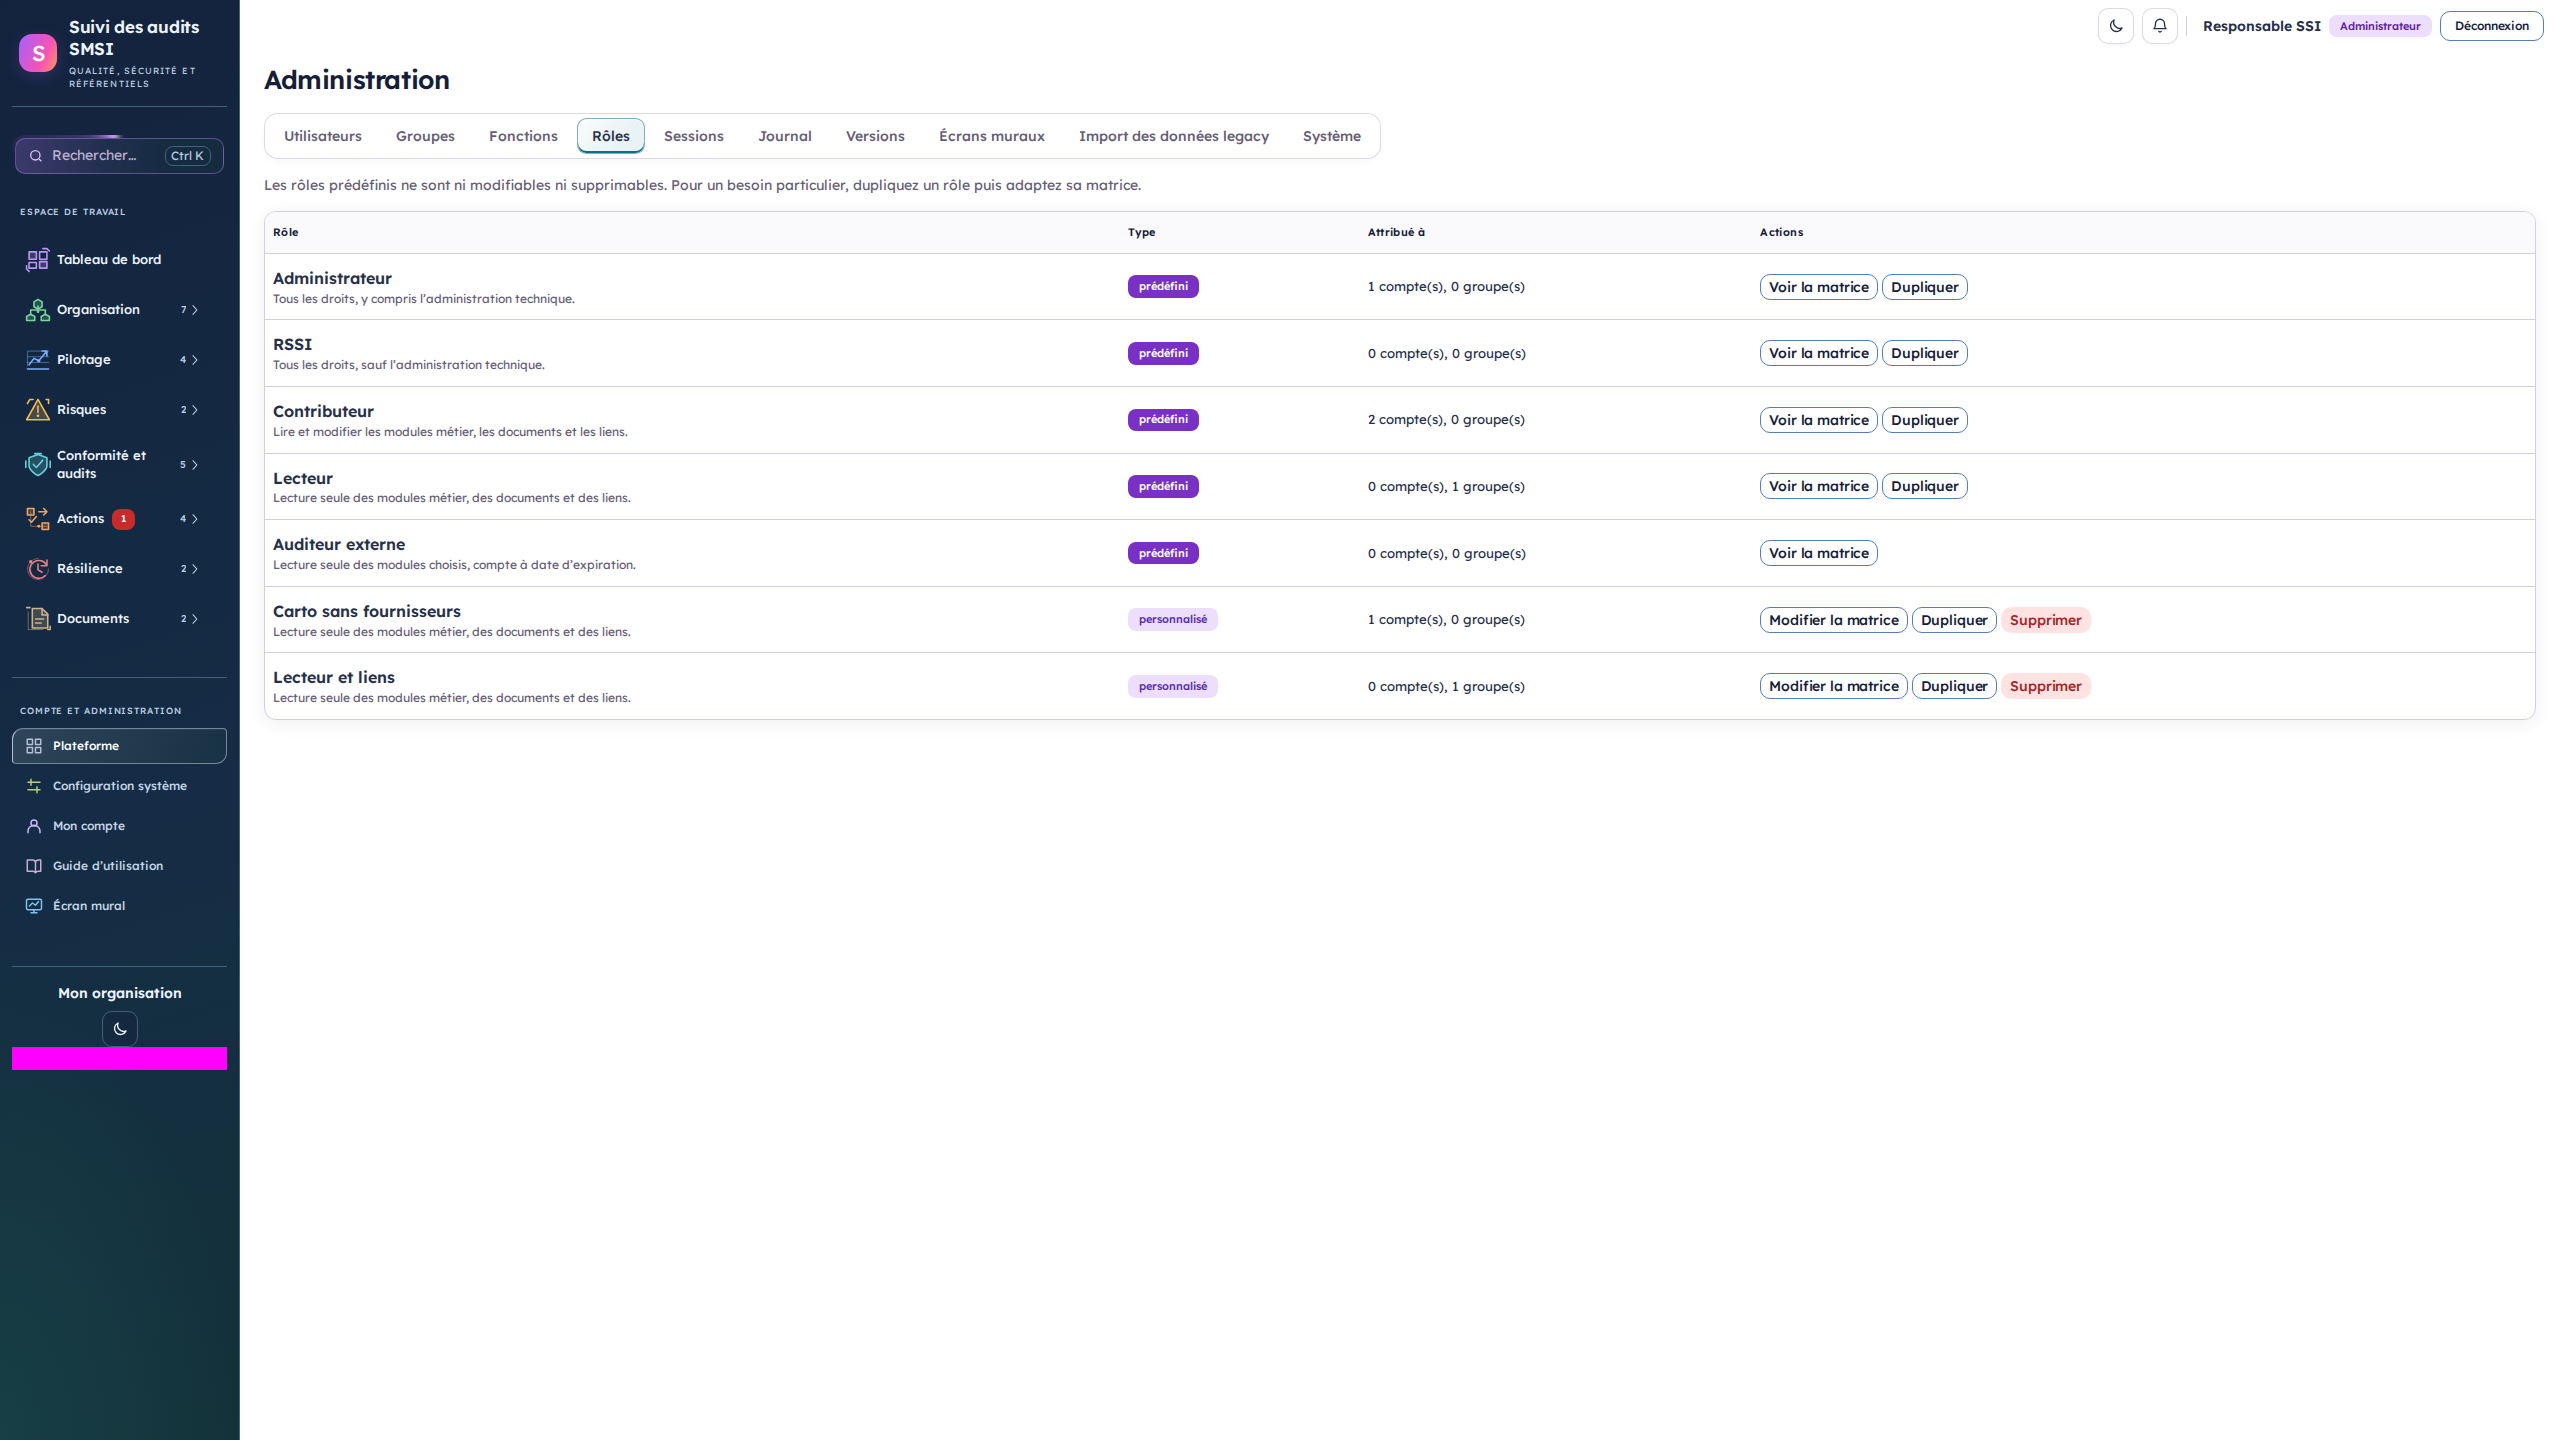 S
Suivi des audits
SMSI
QUALITÉ, SÉCURITÉ ET
RÉFÉRENTIELS
Rechercher... Ctrl K
ESPACE DE TRAVAIL
Tableau de bord
Organisation 7
Pilotage 4
Risques 2
Conformité et
audits 5
Actions 1 4
Résilience 2
Documents 2
COMPTE ET ADMINISTRATION
Plateforme
Configuration système
Mon compte
Guide d'utilisation
Écran mural
Mon organisation
Responsable SSI Administrateur Déconnexion
Administration
Utilisateurs Groupes Fonctions Rôles Sessions Journal Versions Écrans muraux Import des données legacy Système
Les rôles prédéfinis ne sont ni modifiables ni supprimables. Pour un besoin particulier, dupliquez un rôle puis adaptez sa matrice.
Rôle Type Attribué à Actions
Administrateur
Tous les droits, y compris l'administration technique.
prédéfini 1 compte(s), 0 groupe(s) Voir la matrice Dupliquer
RSSI
Tous les droits, sauf l'administration technique.
prédéfini 0 compte(s), 0 groupe(s) Voir la matrice Dupliquer
Contributeur
Lire et modifier les modules métier, les documents et les liens.
prédéfini 2 compte(s), 0 groupe(s) Voir la matrice Dupliquer
Lecteur
Lecture seule des modules métier, des documents et des liens.
prédéfini 0 compte(s), 1 groupe(s) Voir la matrice Dupliquer
Auditeur externe
Lecture seule des modules choisis, compte à date d'expiration.
prédéfini 0 compte(s), 0 groupe(s) Voir la matrice
Carto sans fournisseurs
Lecture seule des modules métier, des documents et des liens.
personnalisé 1 compte(s), 0 groupe(s) Modifier la matrice Dupliquer Supprimer
Lecteur et liens
Lecture seule des modules métier, des documents et des liens.
personnalisé 0 compte(s), 1 groupe(s) Modifier la matrice Dupliquer Supprimer